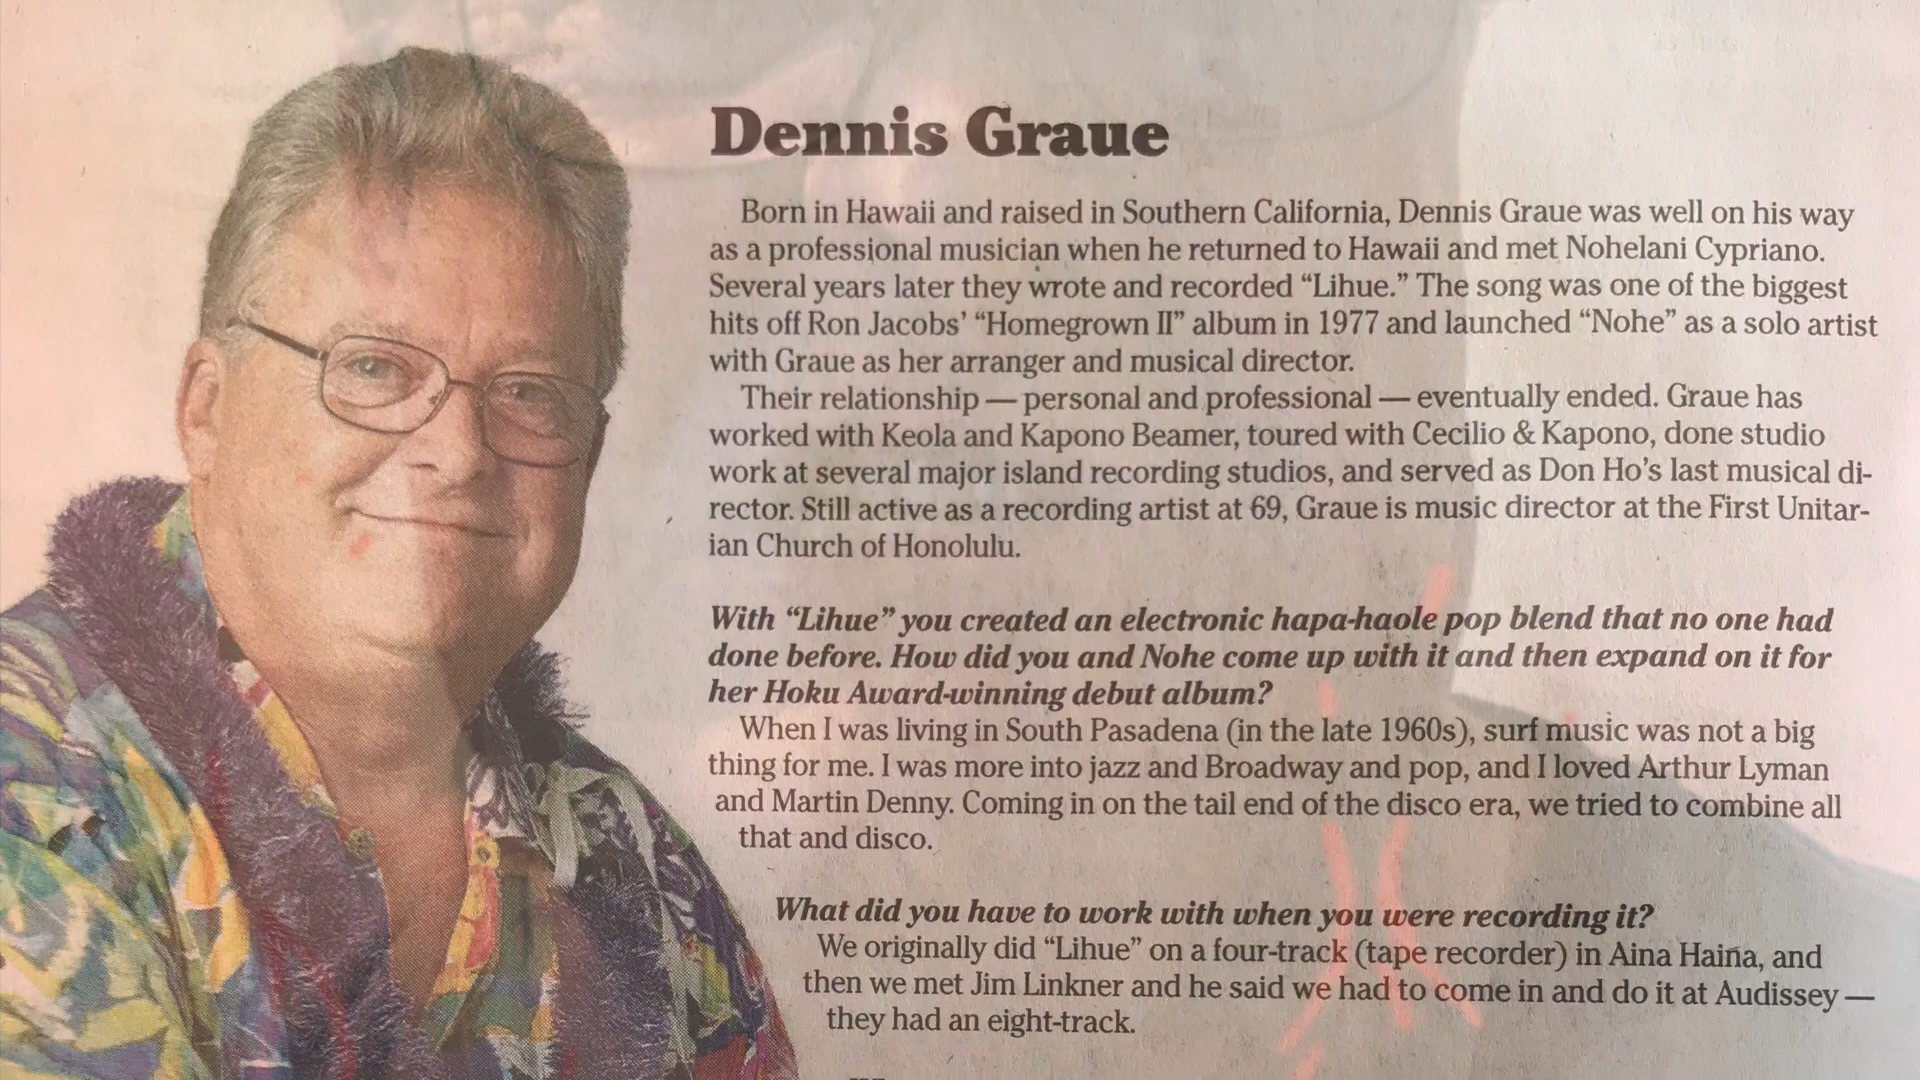 Dennis Graue
Born in Hawaii and raised in Southern California, Dennis Graue was well on his way
as a professional musician when he returned to Hawaii and met Nohelani Cypriano.
Several years later they wrote and recorded “Lihue.” The song was one of the biggest
hits off Ron Jacobs’ “Homegrown II” album in 1977 and launched “Nohe” as a solo artist
with Graue as her arranger and musical director.
Their relationship — personal and professional — eventually ended. Graue has
worked with Keola and Kapono Beamer, toured with Cecilio & Kapono, done studio
work at several major island recording studios, and served as Don Ho’s last musical di-
rector. Still active as a recording artist at 69, Graue is music director at the First Unitar-
ian Church of Honolulu.
With “Lihue” you created an electronic hapa-haole pop blend that no one had
done before. How did you and Nohe come up with it and then expand on it for
her Hoku Award-winning debut album?
When I was living in South Pasadena (in the late 1960s), surf music was not a big
thing for me. I was more into jazz and Broadway and pop, and I loved Arthur Lyman
and Martin Denny. Coming in on the tail end of the disco era, we tried to combine all
that and disco.
What did you have to work with when you were recording it?
We originally did “Lihue” on a four-track (tape recorder) in Aina Haina, and
then we met Jim Linkner and he said we had to come in and do it at Audissey —
they had an eight-track.